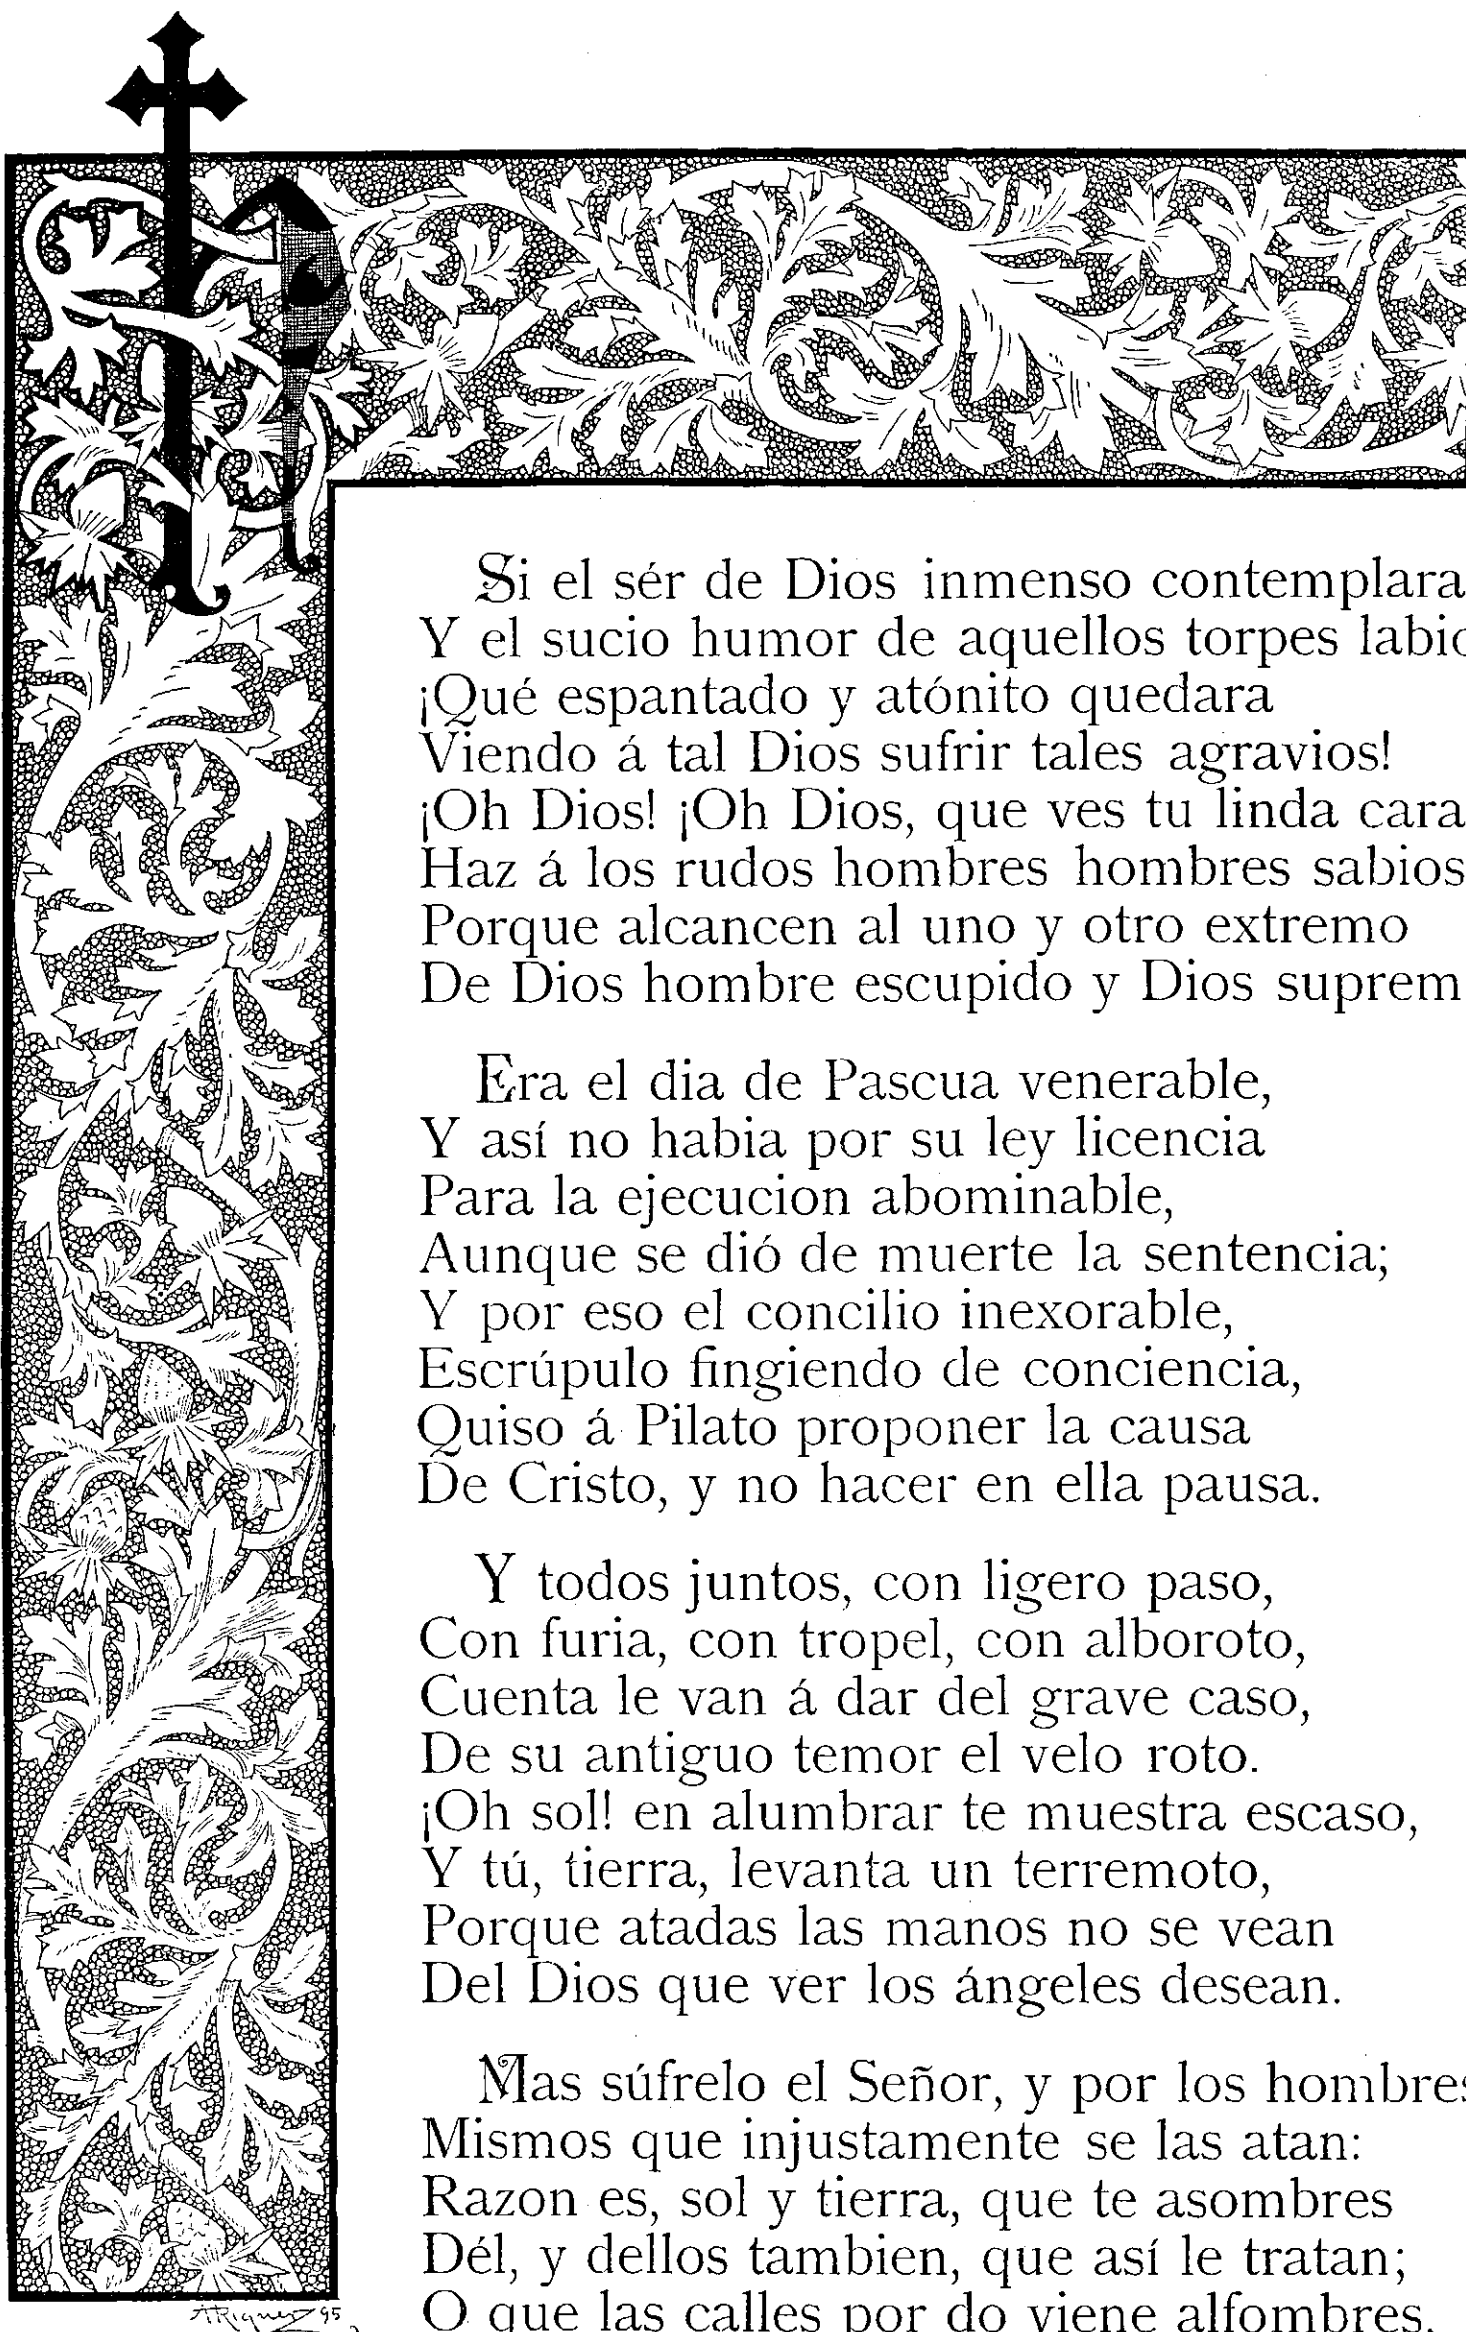 Si el sér de Dios inmenso contemplara
Y el sucio humor de aquellos torpes
¡Qué espantado y atónito quedara
Viendo á tal Dios sufrir tales agravios!
¡Oh Dios! ¡Oh Dios, que ves tu linda cara
Haz á los rudos hombres hombres sabios
Porque alcancen al uno y otro extremo
De Dios hombre escupido y Dios suprem
Era el dia de Pascua venerable,
Y así no habia por su ley licencia
Para la ejecucion abominable,
Aunque se dió de muerte la sentencia;
Y por eso el concilio inexorable,
Escrúpulo fingiendo de conciencia,
Quiso á Pilato proponer la causa
De Cristo, y no hacer en ella pausa.
Y todos juntos, con ligero paso,
Con furia, con tropel, con alboroto,
Cuenta le van á dar del grave caso,
De su antiguo temor el velo roto.
¡Oh sol! en alumbrar te muestra escaso,
Y tú, tierra, levanta un terremoto,
Porque atadas las manos no se vean
Del Dios que ver los ángeles desean.
Mas súfrelo el Señor, y por los hombres
Mismos que injustamente se las atan:
Razon es, sol y tierra, que te asombres
Dél, y dellos tambien, que así le tratan;
O que las calles por do viene alfombres,
ARiquer 95